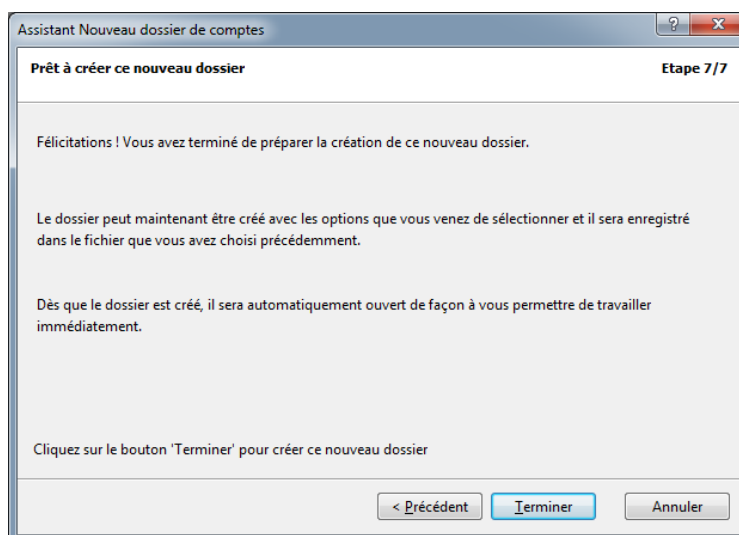 Assistant Nouveau dossier de comptes
? X
Prêt à créer ce nouveau dossier Etape 7/7
Félicitations ! Vous avez terminé de préparer la création de ce nouveau dossier.
Le dossier peut maintenant être créé avec les options que vous venez de sélectionner et il sera enregistré
dans le fichier que vous avez choisi précédemment.
Dès que le dossier est créé, il sera automatiquement ouvert de façon à vous permettre de travailler
immédiatement.
Cliquez sur le bouton 'Terminer' pour créer ce nouveau dossier
< Précédent Terminer Annuler